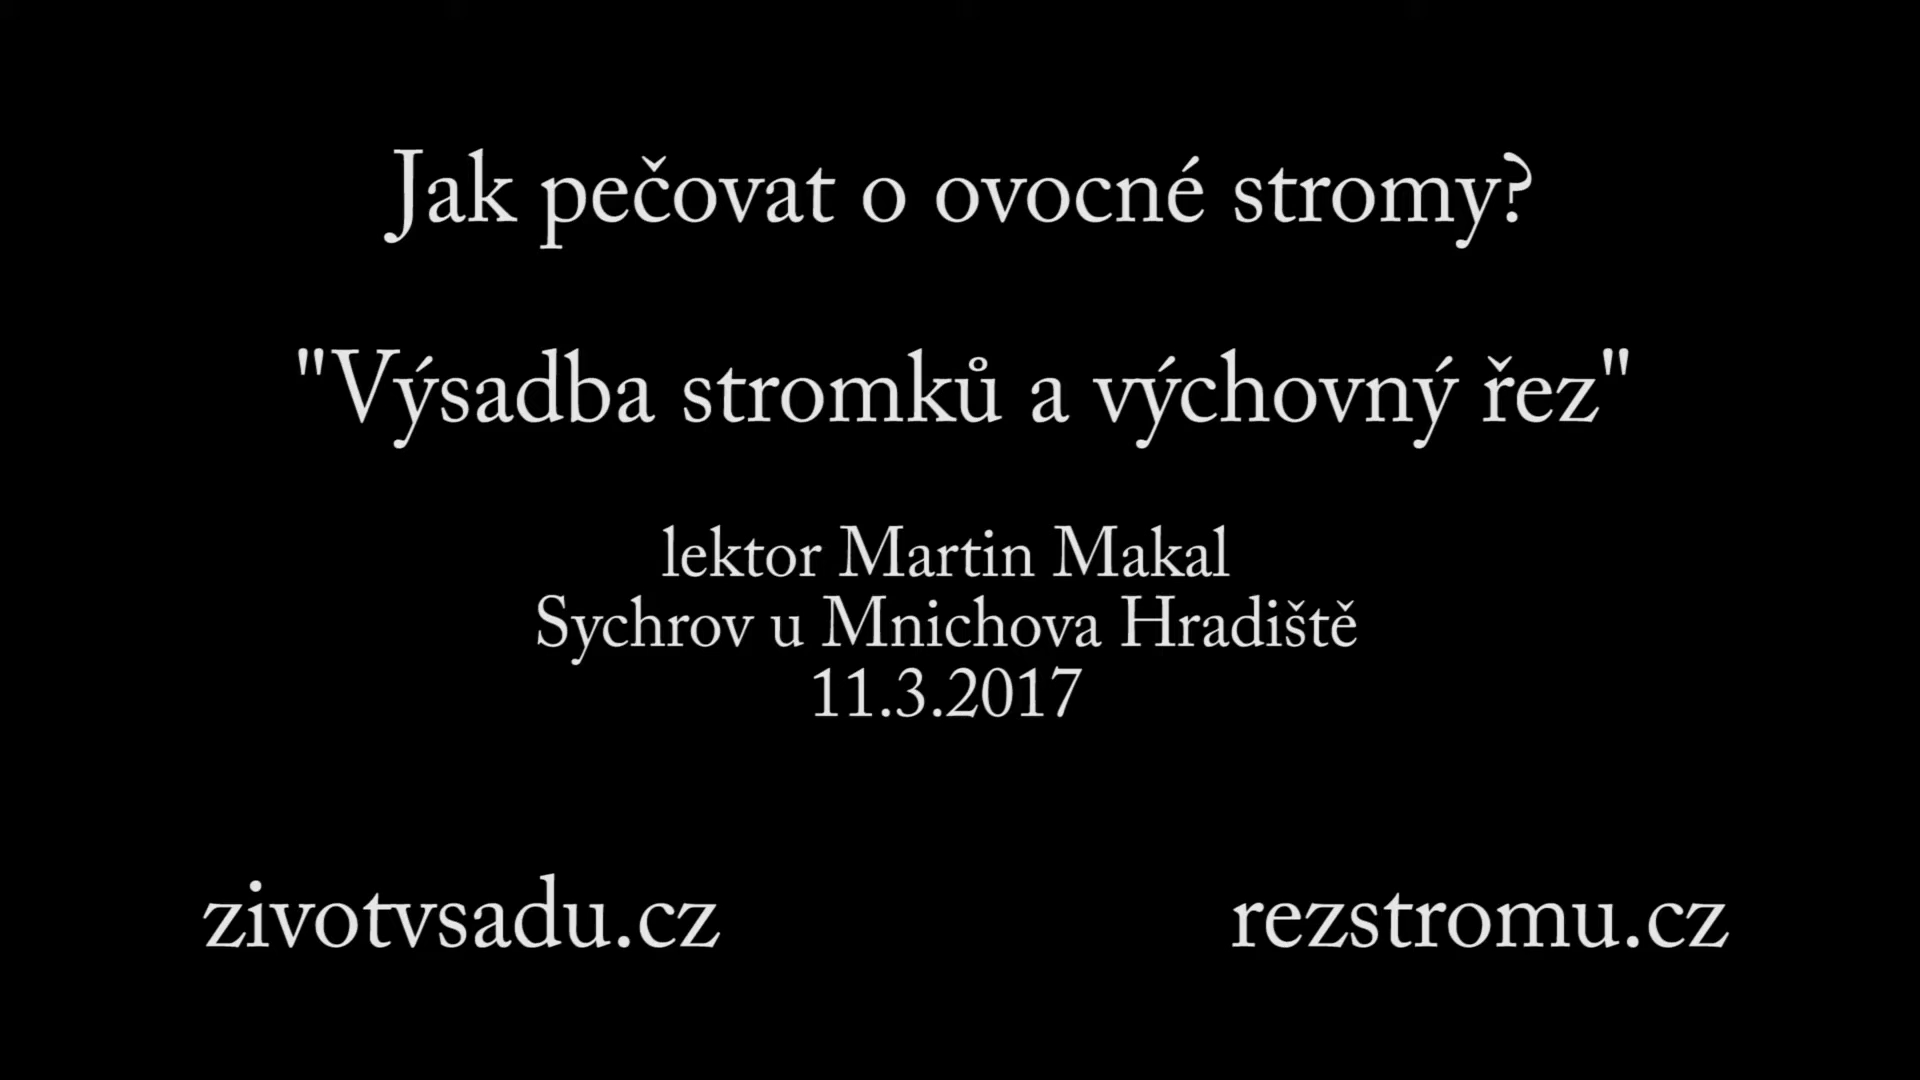 Jak pečovat o ovocné stromy?
"Výsadba stromků a výchovný řez"
lektor Martin Makal
Sychrov u Mnichova Hradiště
11.3.2017
zivotvsadu.cz
rezstromu.cz